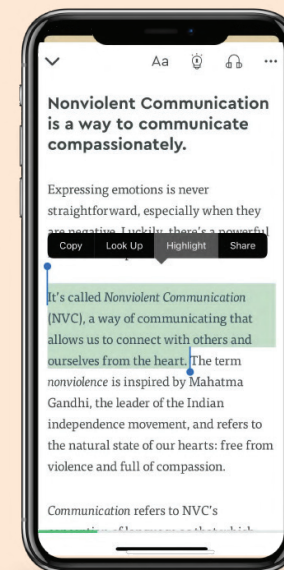 Aa
Nonviolent Communication
is a way to communicate
compassionately.
Expressing emotions is never
straightforward, especially when they
are negative. Luckily, there's a powerful
Copy Look Up Highlight Share
It's called Nonviolent Communication
(NVC), a way of communicating that
allows us to connect with others and
ourselves from the heart. The term
nonviolence is inspired by Mahatma
Gandhi, the leader of the Indian
independence movement, and refers to
the natural state of our hearts: free from
violence and full of compassion.
Communication refers to NVC's